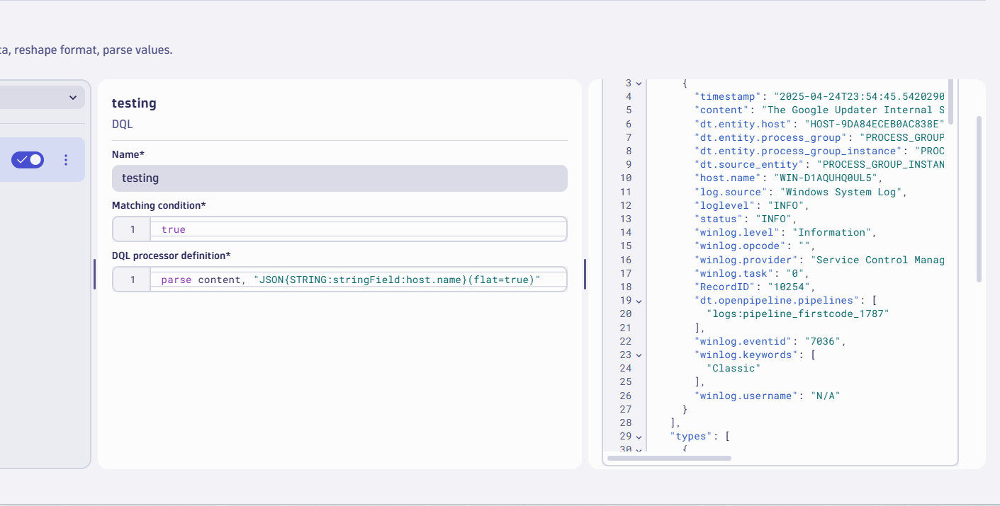 ta, reshape format, parse values.
testing
DQL
Name*
testing
Matching condition*
1 true
DQL processor definition*
1 parse content, "JSON{STRING:stringField:host.name}(flat=true)"
3 {
4 "timestamp": "2025-04-24T23:54:45.5420290
5 "content": "The Google Updater Internal S
6 "dt.entity.host": "HOST-9DA84ECEB0AC838E"
7 "dt.entity.process_group": "PROCESS_GROUP
8 "dt.entity.process_group_instance": "PROC
9 "dt.source_entity": "PROCESS_GROUP_INSTAN
10 "host.name": "WIN-D1AQUHQ0UL5",
11 "log.source": "Windows System Log",
12 "loglevel": "INFO",
13 "status": "INFO",
14 "winlog.level": "Information",
15 "winlog.opcode": "",
16 "winlog.provider": "Service Control Manag
17 "winlog.task": "0",
18 "RecordID": "10254",
19 "dt.openpipeline.pipelines": [
20 "logs:pipeline_firstcode_1787"
21 ],
22 "winlog.eventid": "7036",
23 "winlog.keywords": [
24 "Classic"
25 ],
26 "winlog.username": "N/A"
27 }
28 ],
29 "types": [
30 {